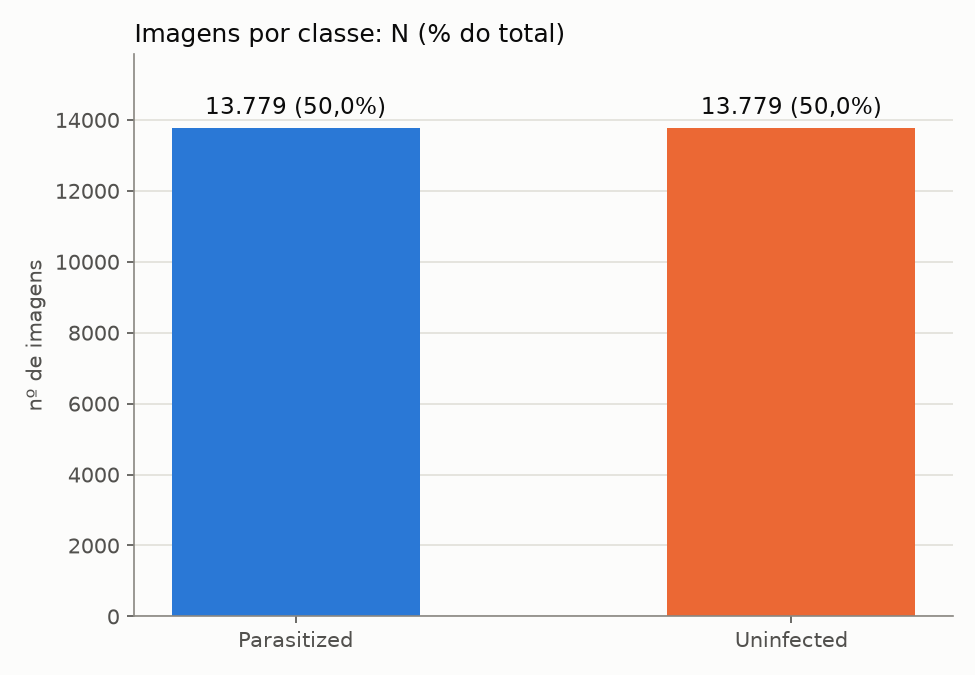 Imagens por classe: N (% do total)
13.779 (50,0%)
13.779 (50,0%)
14000
12000
10000
8000
6000
4000
2000
0
nº de imagens
Parasitized
Uninfected